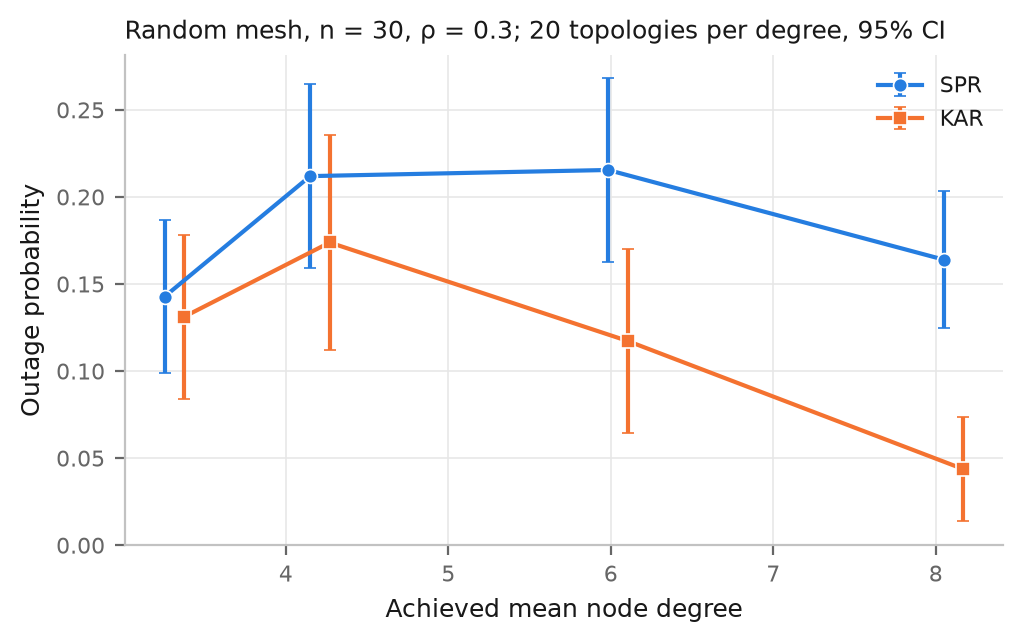 Random mesh, n = 30, ρ = 0.3; 20 topologies per degree, 95% CI
SPR
KAR
Outage probability
0.25
0.20
0.15
0.10
0.05
0.00
4 5 6 7 8
Achieved mean node degree